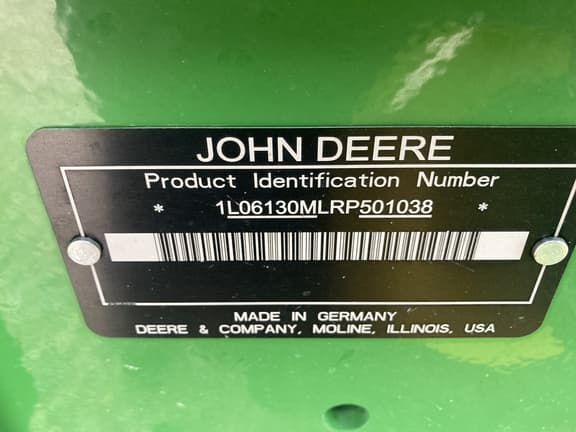 JOHN DEERE
Product Identification Number
* 1L06130MLRP501038 *
MADE IN GERMANY
DEERE & COMPANY, MOLINE, ILLINOIS, USA